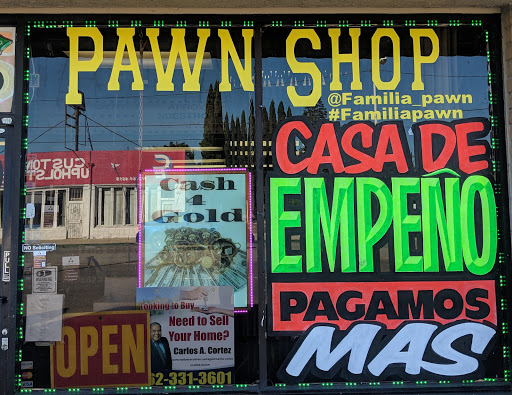 PAWN SHOP
@Familia_pawn
#Familiapawn
CASA DE
EMPEÑO
PAGAMOS
MAS
CUSTOM
UPHOLST
Cash
4
Gold
NO Soliciting
Looking to Buy
Need to Sell
Your Home?
Carlos A. Cortez
62-331-3601
OPEN